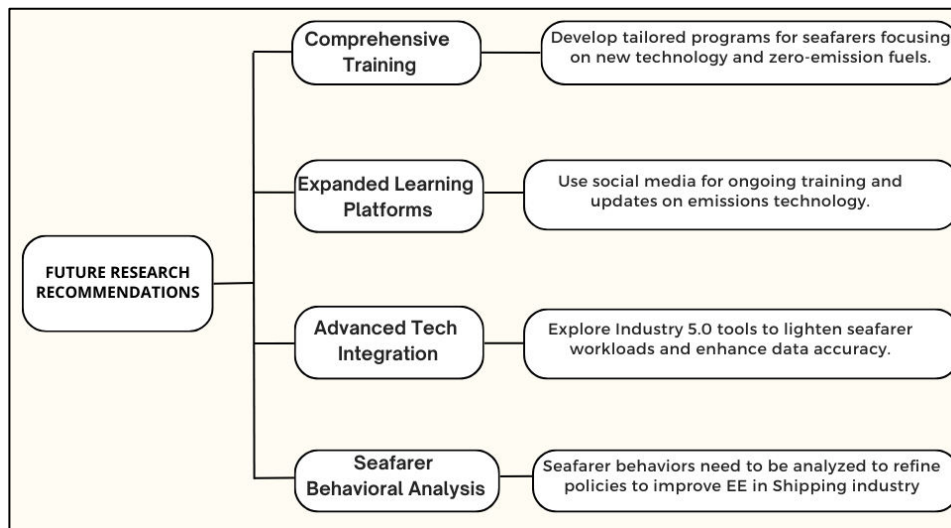 FUTURE RESEARCH
RECOMMENDATIONS
Comprehensive
Training
Develop tailored programs for seafarers focusing
on new technology and zero-emission fuels.
Expanded Learning
Platforms
Use social media for ongoing training and
updates on emissions technology.
Advanced Tech
Integration
Explore Industry 5.0 tools to lighten seafarer
workloads and enhance data accuracy.
Seafarer
Behavioral Analysis
Seafarer behaviors need to be analyzed to refine
policies to improve EE in Shipping industry